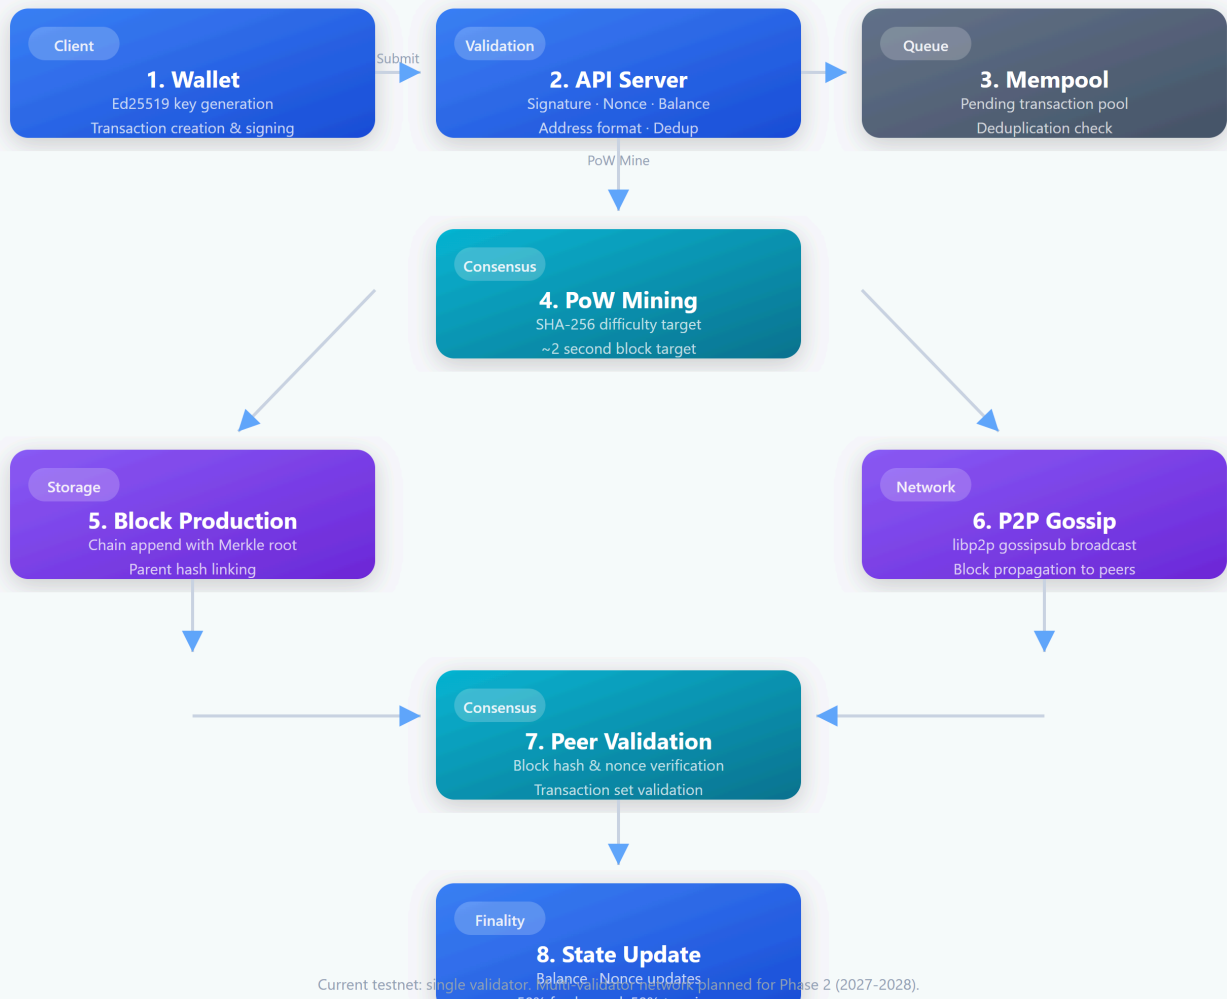 Client
1. Wallet
Ed25519 key generation
Transaction creation & signing
Submit
Validation
2. API Server
Signature · Nonce · Balance
Address format · Dedup
Queue
3. Mempool
Pending transaction pool
Deduplication check
PoW Mine
Consensus
4. PoW Mining
SHA-256 difficulty target
~2 second block target
Storage
5. Block Production
Chain append with Merkle root
Parent hash linking
Network
6. P2P Gossip
libp2p gossipsub broadcast
Block propagation to peers
Consensus
7. Peer Validation
Block hash & nonce verification
Transaction set validation
Finality
8. State Update
Balance · Nonce updates
Current testnet: single validator. Multi-validator network planned for Phase 2 (2027-2028).